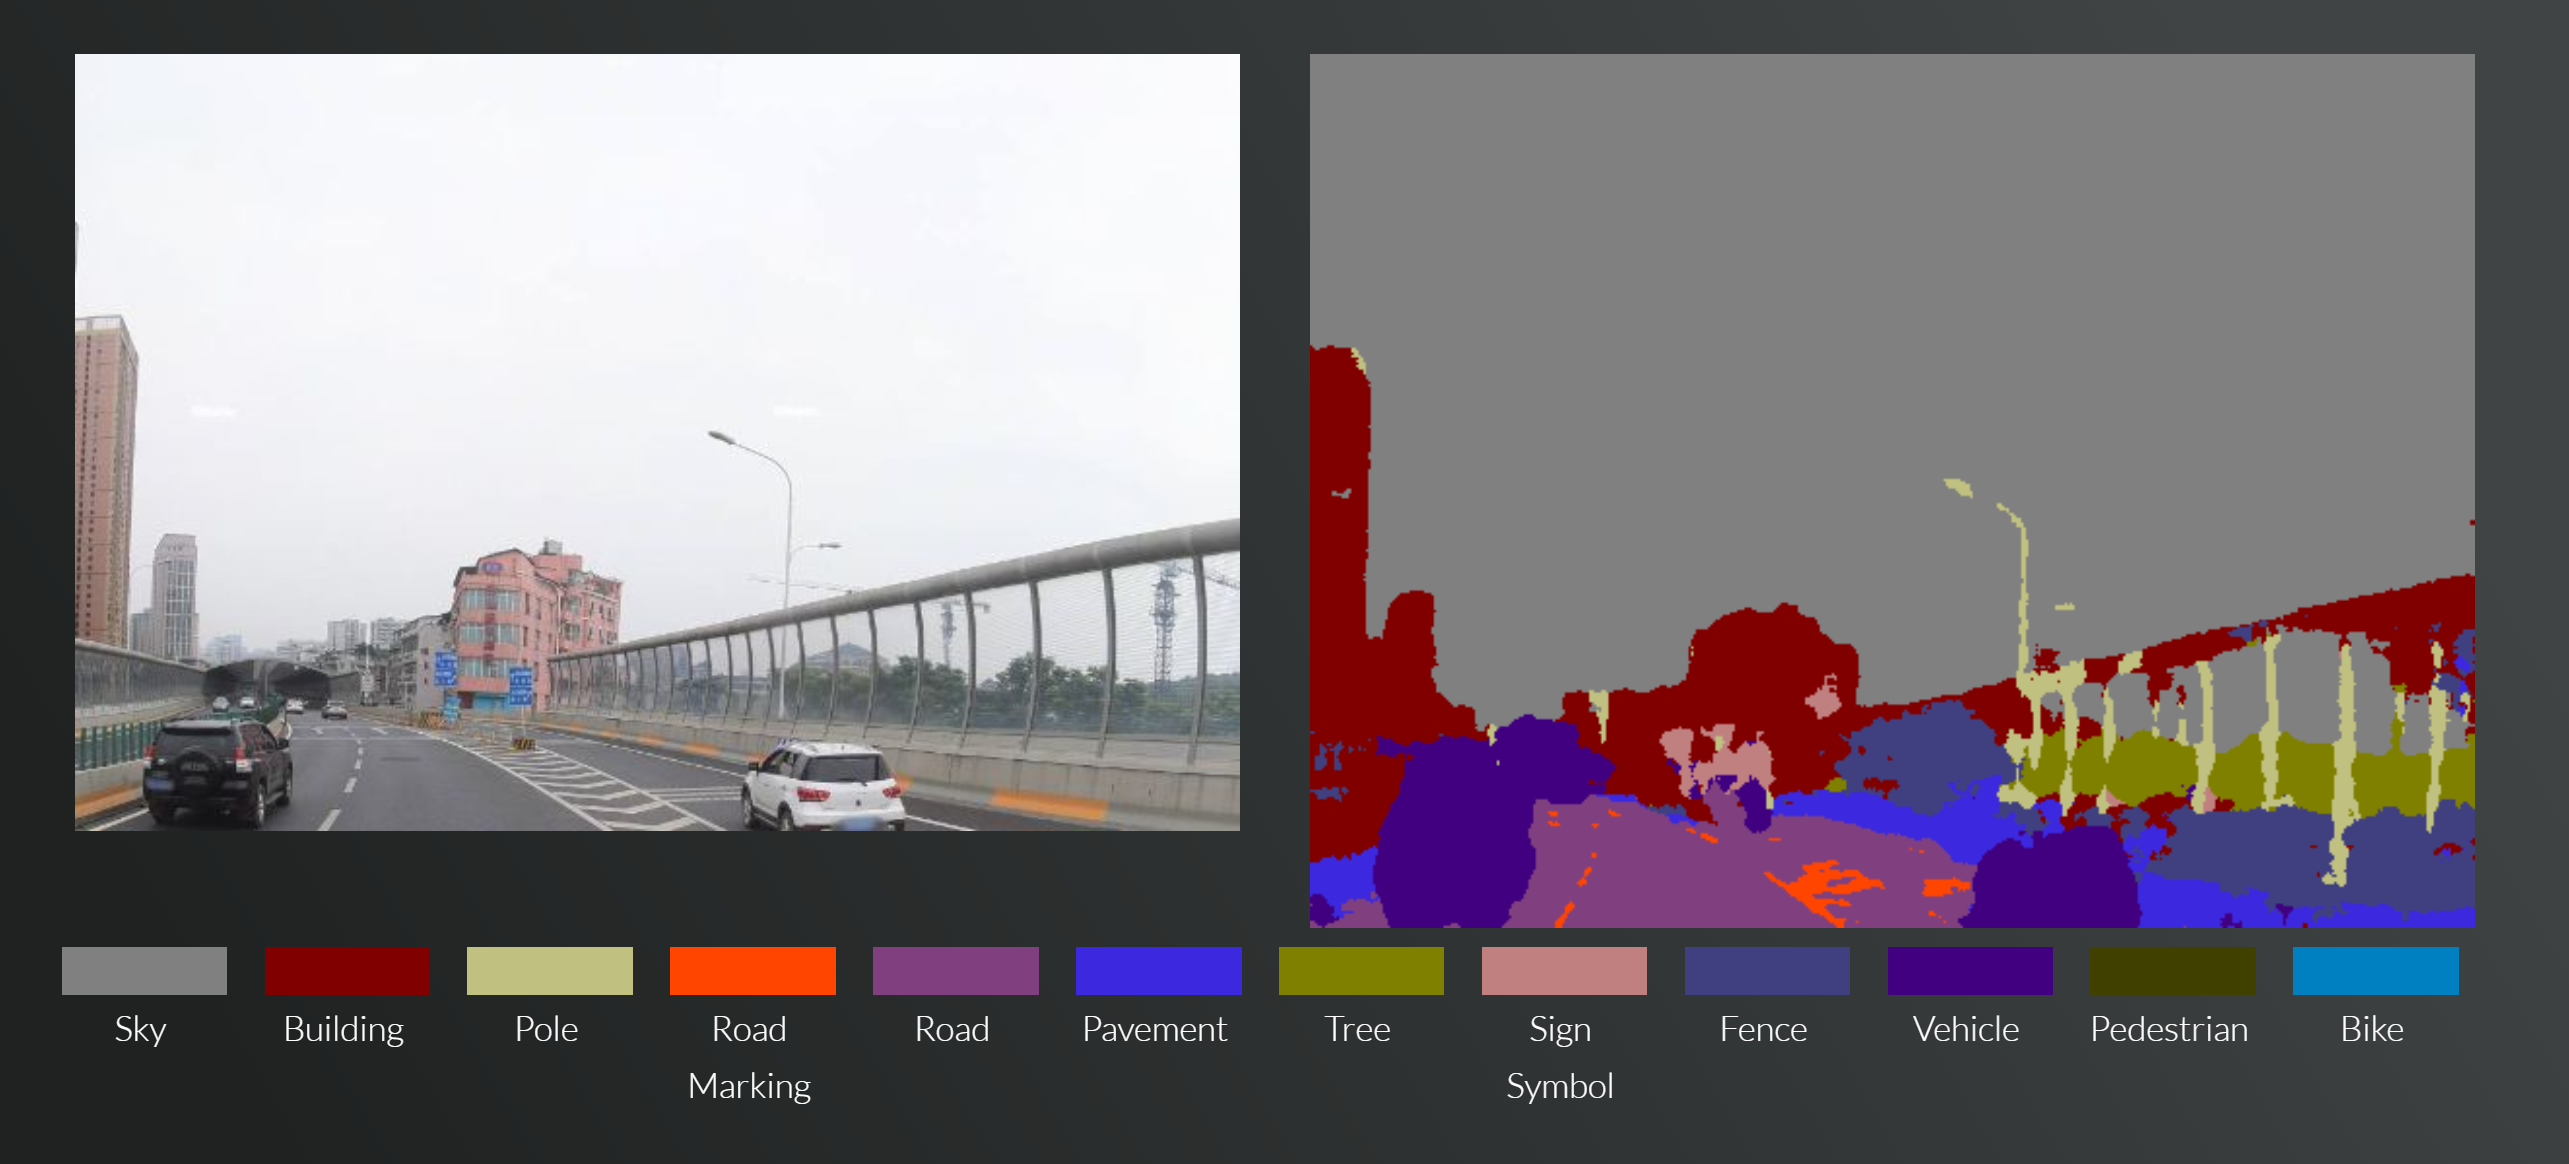 Sky
Building
Pole
Road
Marking
Road
Pavement
Tree
Sign
Symbol
Fence
Vehicle
Pedestrian
Bike